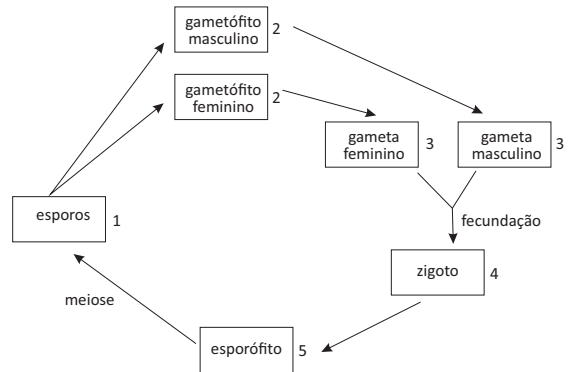 gametófito
masculino
2
gametófito
feminino
2
gameta
feminino
3
gameta
masculino
3
esporos
1
fecundação
zigoto
4
meiose
esporófito
5